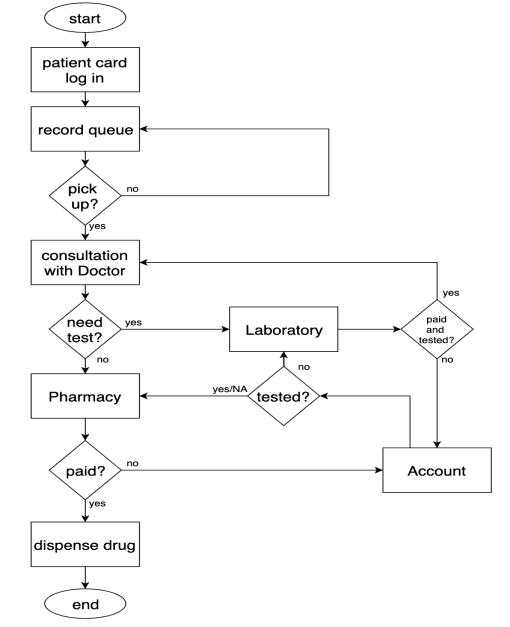 start
patient card
log in
record queue
pick
up?
no
yes
consultation
with Doctor
need
test?
yes
no
Laboratory
paid
and
tested?
yes
no
Pharmacy
yes/NA
tested?
no
paid?
no
yes
Account
dispense drug
end